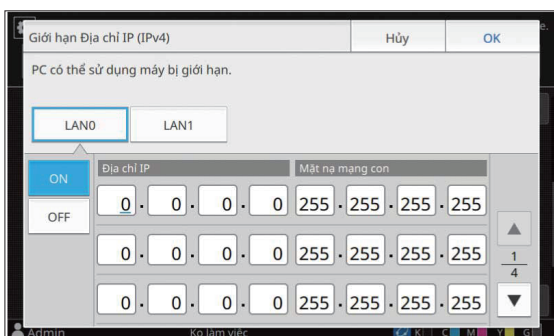 Giới hạn Địa chỉ IP (IPv4) Hủy OK
PC có thể sử dụng máy bị giới hạn.
LAN0 LAN1
ON
OFF
Địa chỉ IP Mặt nạ mạng con
0. 0. 0. 0 255. 255. 255. 255
0. 0. 0. 0 255. 255. 255. 255
0. 0. 0. 0 255. 255. 255. 255
1
4
Admin Ko làm việc K C M Y G